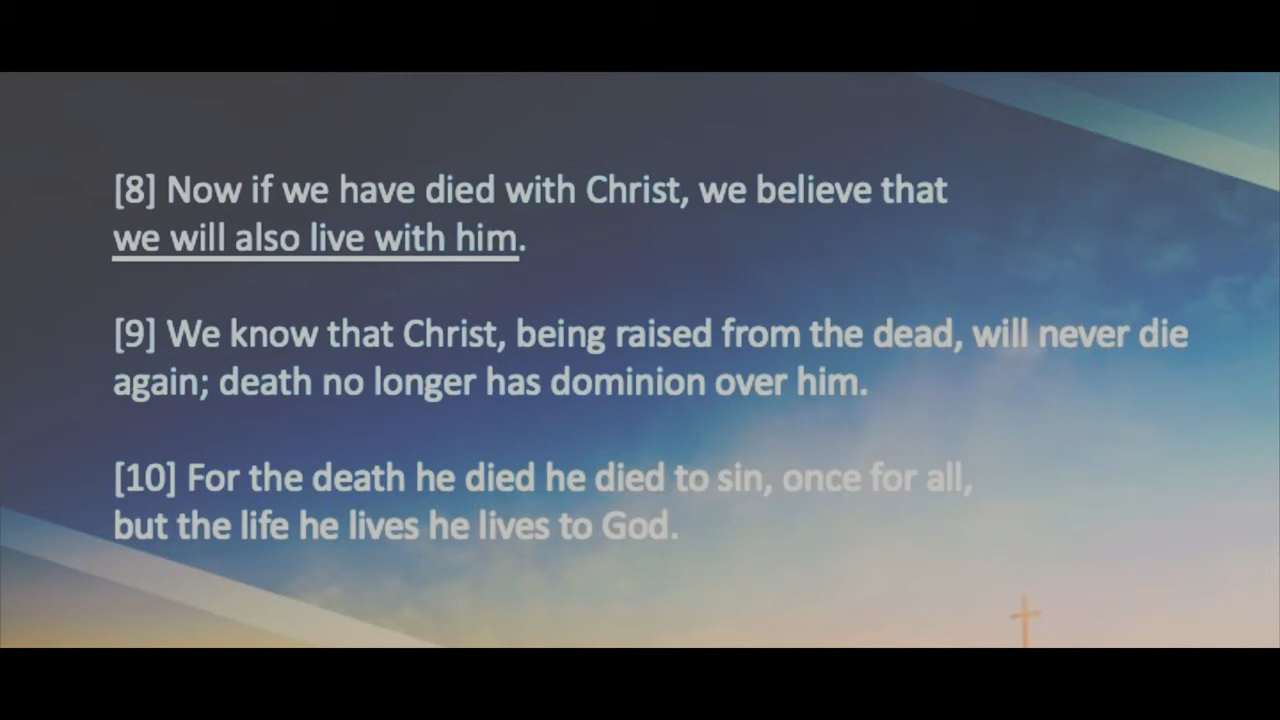 [8] Now if we have died with Christ, we believe that
we will also live with him.
[9] We know that Christ, being raised from the dead, will never die
again; death no longer has dominion over him.
[10] For the death he died he died to sin, once for all,
but the life he lives he lives to God.